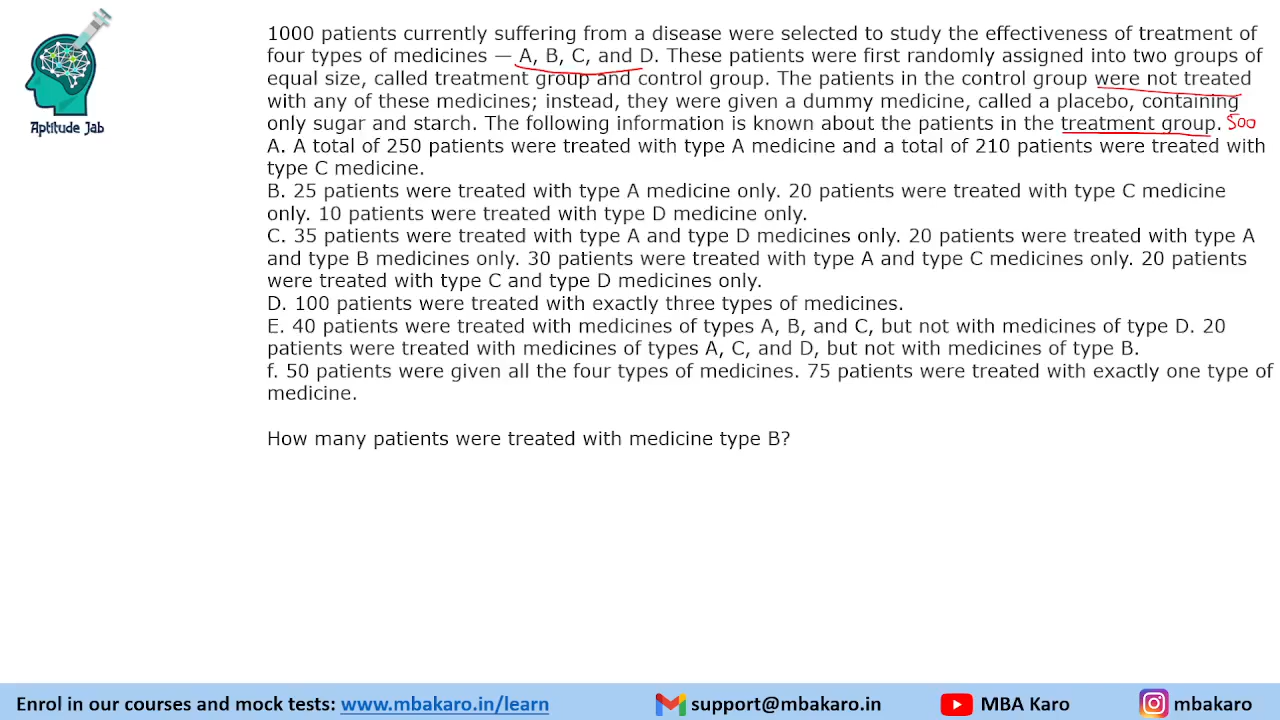 1000 patients currently suffering from a disease were selected to study the effectiveness of treatment of
four types of medicines — A, B, C, and D. These patients were first randomly assigned into two groups of
equal size, called treatment group and control group. The patients in the control group were not treated
with any of these medicines; instead, they were given a dummy medicine, called a placebo, containing
only sugar and starch. The following information is known about the patients in the treatment group. 500
A. A total of 250 patients were treated with type A medicine and a total of 210 patients were treated with
type C medicine.
B. 25 patients were treated with type A medicine only. 20 patients were treated with type C medicine
only. 10 patients were treated with type D medicine only.
C. 35 patients were treated with type A and type D medicines only. 20 patients were treated with type A
and type B medicines only. 30 patients were treated with type A and type C medicines only. 20 patients
were treated with type C and type D medicines only.
D. 100 patients were treated with exactly three types of medicines.
E. 40 patients were treated with medicines of types A, B, and C, but not with medicines of type D. 20
patients were treated with medicines of types A, C, and D, but not with medicines of type B.
f. 50 patients were given all the four types of medicines. 75 patients were treated with exactly one type of
medicine.
How many patients were treated with medicine type B?
Aptitude Jab
Enrol in our courses and mock tests: www.mbakaro.in/learn
support@mbakaro.in
MBA Karo
mbakaro